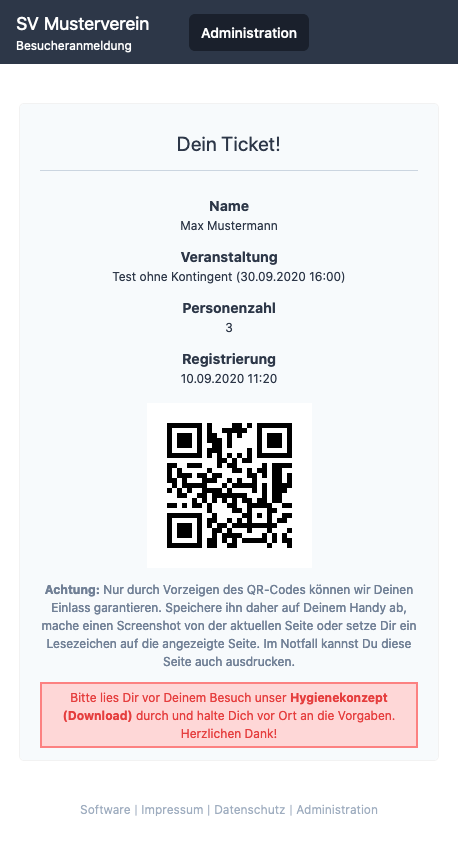 SV Musterverein
Besucheranmeldung
Administration
Dein Ticket!
Name
Max Mustermann
Veranstaltung
Test ohne Kontingent (30.09.2020 16:00)
Personenzahl
3
Registrierung
10.09.2020 11:20
Achtung: Nur durch Vorzeigen des QR-Codes können wir Deinen
Einlass garantieren. Speichere ihn daher auf Deinem Handy ab,
mache einen Screenshot von der aktuellen Seite oder setze Dir ein
Lesezeichen auf die angezeigte Seite. Im Notfall kannst Du diese
Seite auch ausdrucken.
Bitte lies Dir vor Deinem Besuch unser Hygienekonzept
(Download) durch und halte Dich vor Ort an die Vorgaben.
Herzlichen Dank!
Software | Impressum | Datenschutz | Administration